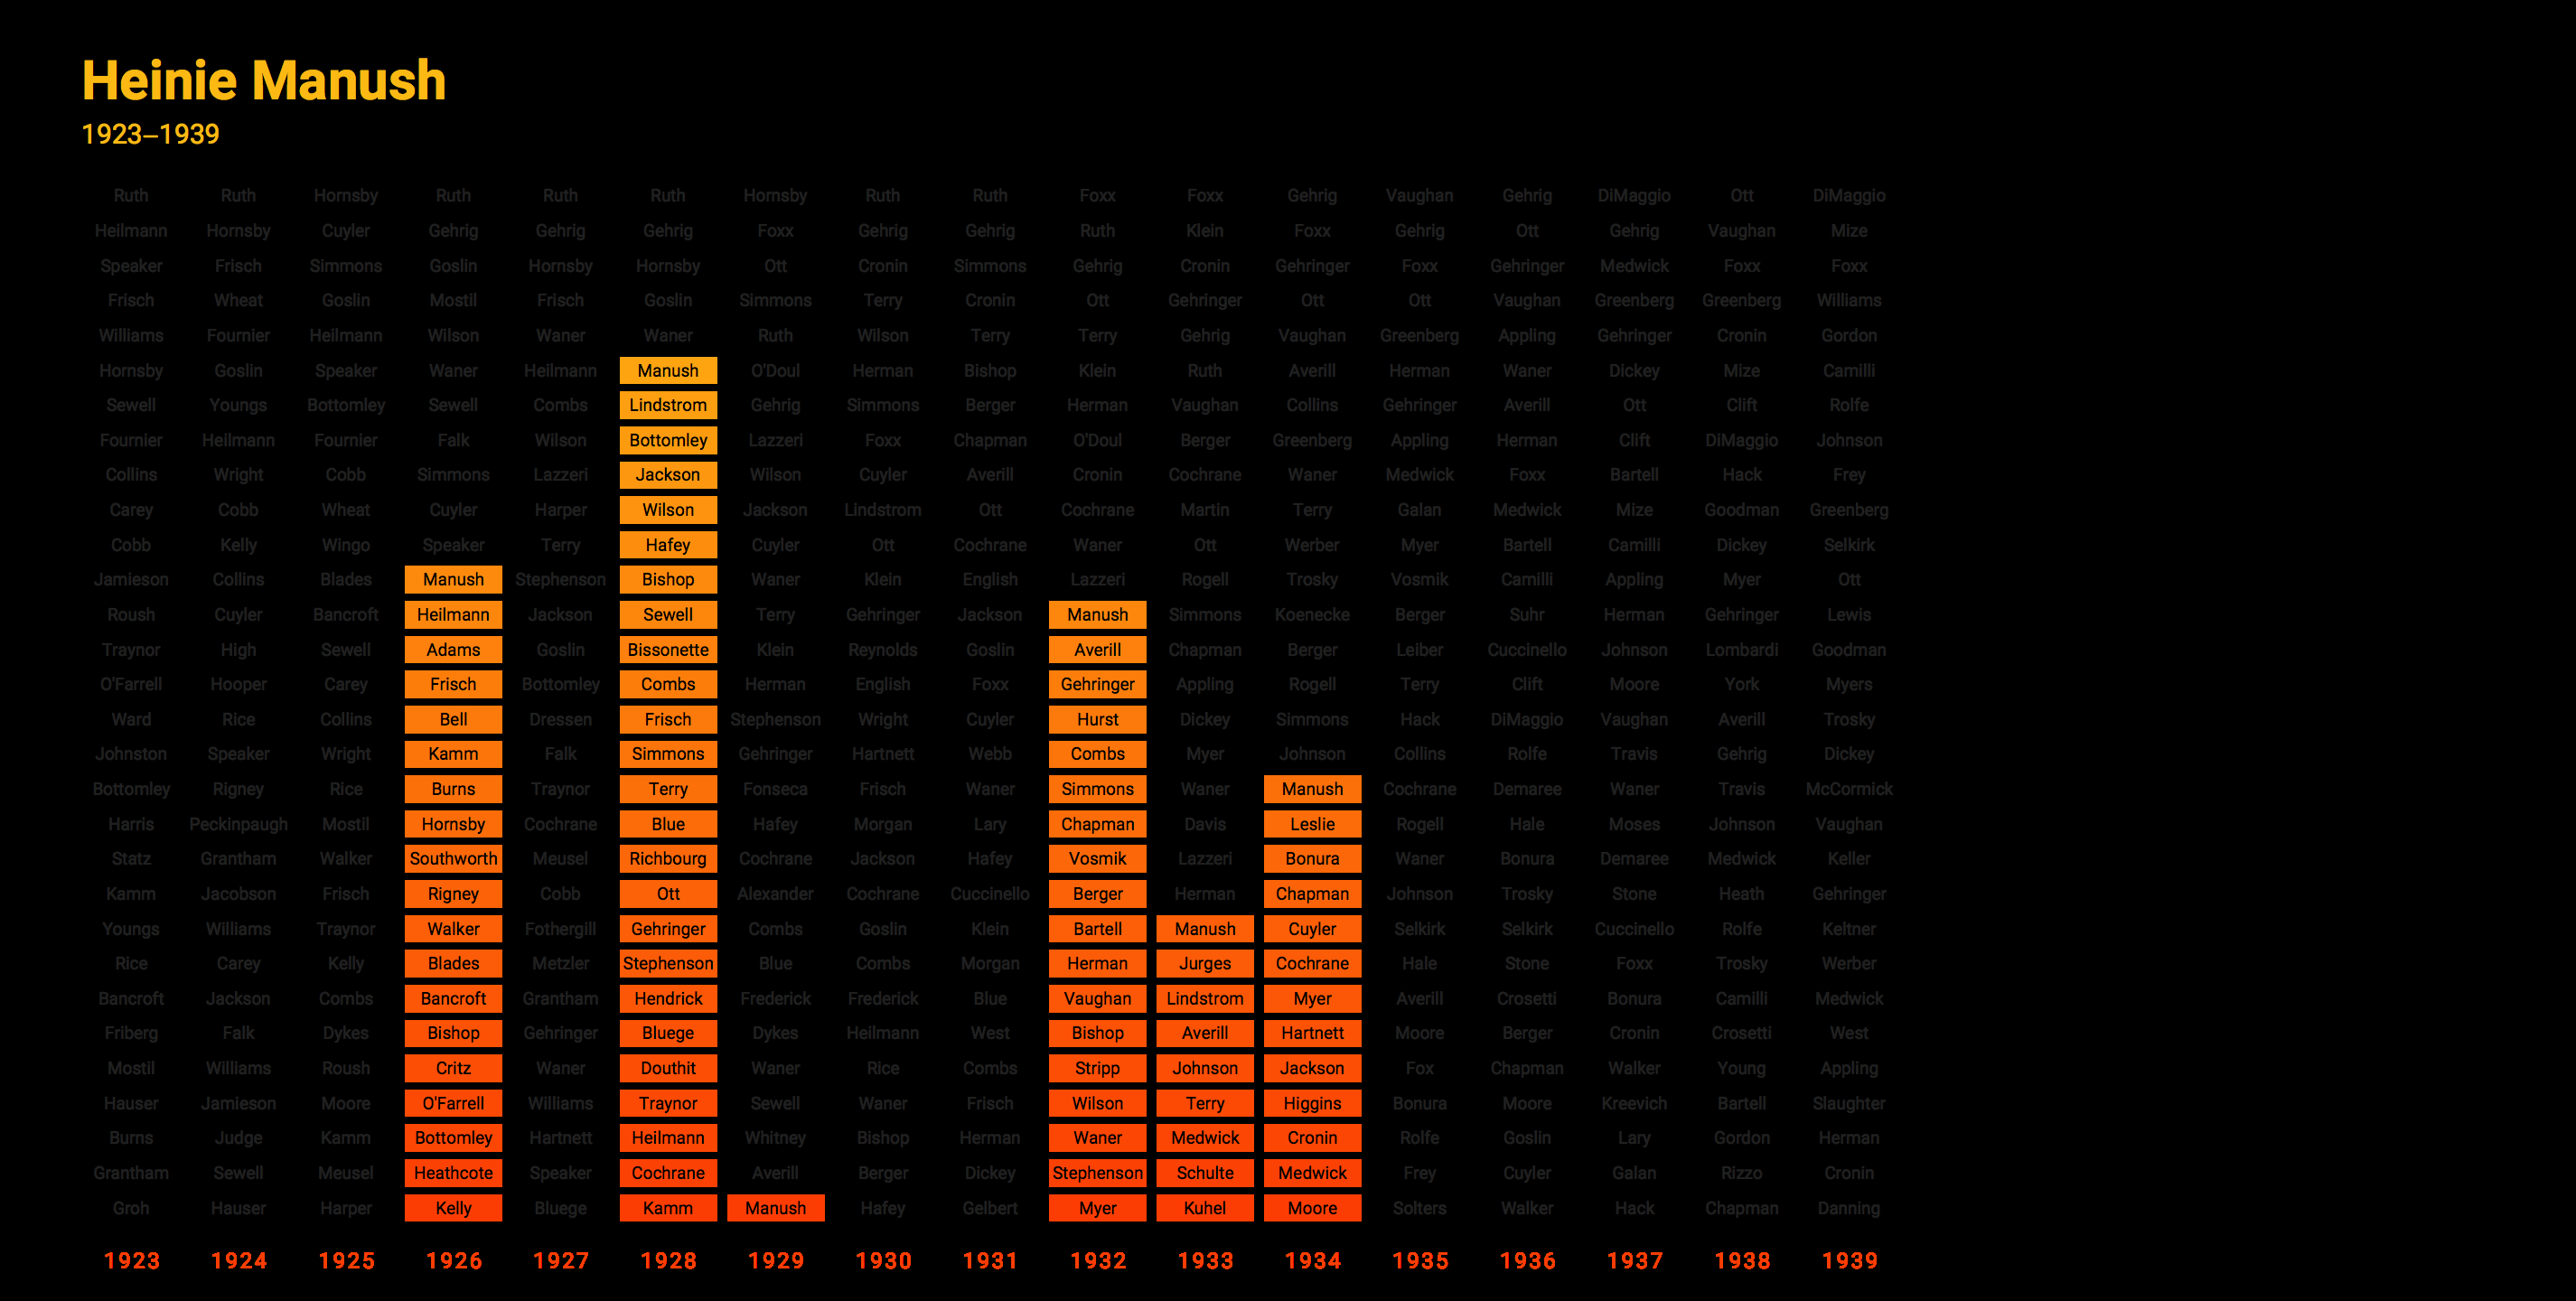 Heinie Manush
1923–1939
Ruth Ruth Hornsby Ruth Ruth Ruth Hornsby Ruth Ruth Foxx Foxx Gehrig Vaughan Gehrig DiMaggio Ott DiMaggio
Heilmann Hornsby Cuyler Gehrig Gehrig Gehrig Foxx Gehrig Gehrig Ruth Klein Foxx Gehrig Ott Gehrig Vaughan Mize
Speaker Frisch Simmons Goslin Hornsby Hornsby Ott Cronin Simmons Gehrig Cronin Gehringer Foxx Gehringer Medwick Foxx Foxx
Frisch Wheat Goslin Mostil Frisch Goslin Simmons Terry Cronin Ott Gehringer Ott Ott Vaughan Greenberg Greenberg Williams
Williams Fournier Heilmann Wilson Waner Waner Ruth Wilson Terry Terry Gehrig Vaughan Greenberg Appling Gehringer Cronin Gordon
Hornsby Goslin Speaker Waner Heilmann Manush O'Doul Herman Bishop Klein Ruth Averill Herman Waner Dickey Mize Camilli
Sewell Youngs Bottomley Sewell Combs Lindstrom Gehrig Simmons Berger Herman Vaughan Collins Gehringer Averill Ott Clift Rolfe
Fournier Heilmann Fournier Falk Wilson Bottomley Lazzeri Foxx Chapman O'Doul Berger Greenberg Appling Herman Clift DiMaggio Johnson
Collins Wright Cobb Simmons Lazzeri Jackson Wilson Cuyler Averill Cronin Cochrane Waner Medwick Foxx Bartell Hack Frey
Carey Cobb Wheat Cuyler Harper Wilson Jackson Lindstrom Ott Cochrane Martin Terry Galan Medwick Mize Goodman Greenberg
Cobb Kelly Wingo Speaker Terry Hafey Cuyler Ott Cochrane Waner Ott Werber Myer Bartell Camilli Dickey Selkirk
Jamieson Collins Blades Manush Stephenson Bishop Waner Klein English Lazzeri Rogell Trosky Vosmik Camilli Appling Myer Ott
Roush Cuyler Bancroft Heilmann Jackson Sewell Terry Gehringer Jackson Manush Simmons Koenecke Berger Suhr Herman Gehringer Lewis
Traynor High Sewell Adams Goslin Bissonette Klein Reynolds Goslin Averill Chapman Berger Leiber Cuccinello Johnson Lombardi Goodman
O'Farrell Hooper Carey Frisch Bottomley Combs Herman English Foxx Gehringer Appling Rogell Terry Clift Moore York Myers
Ward Rice Collins Bell Dressen Frisch Stephenson Wright Cuyler Hurst Dickey Simmons Hack DiMaggio Vaughan Averill Trosky
Johnston Speaker Wright Kamm Falk Simmons Gehringer Hartnett Webb Combs Myer Johnson Collins Rolfe Travis Gehrig Dickey
Bottomley Rigney Rice Burns Traynor Terry Fonseca Frisch Waner Simmons Waner Manush Cochrane Demaree Waner Travis McCormick
Harris Peckinpaugh Mostil Hornsby Cochrane Blue Hafey Morgan Lary Chapman Davis Leslie Rogell Hale Moses Johnson Vaughan
Statz Grantham Walker Southworth Meusel Richbourg Cochrane Jackson Hafey Vosmik Lazzeri Bonura Waner Bonura Demaree Medwick Keller
Kamm Jacobson Frisch Rigney Cobb Ott Alexander Cochrane Cuccinello Berger Herman Chapman Johnson Trosky Stone Heath Gehringer
Youngs Williams Traynor Walker Fothergill Gehringer Combs Goslin Klein Bartell Manush Cuyler Selkirk Selkirk Cuccinello Rolfe Keltner
Rice Carey Kelly Blades Metzler Stephenson Blue Combs Morgan Herman Jurges Cochrane Hale Stone Foxx Trosky Werber
Bancroft Jackson Combs Bancroft Grantham Hendrick Frederick Frederick Blue Vaughan Lindstrom Myer Averill Crosetti Bonura Camilli Medwick
Friberg Falk Dykes Bishop Gehringer Bluege Dykes Heilmann West Bishop Averill Hartnett Moore Berger Cronin Crosetti West
Mostil Williams Roush Critz Waner Douthit Waner Rice Combs Stripp Johnson Jackson Fox Chapman Walker Young Appling
Hauser Jamieson Moore O'Farrell Williams Traynor Sewell Waner Frisch Wilson Terry Higgins Bonura Moore Kreevich Bartell Slaughter
Burns Judge Kamm Bottomley Hartnett Heilmann Whitney Bishop Herman Waner Medwick Cronin Rolfe Goslin Lary Gordon Herman
Grantham Sewell Meusel Heathcote Speaker Cochrane Averill Berger Dickey Stephenson Schulte Medwick Frey Cuyler Galan Rizzo Cronin
Groh Hauser Harper Kelly Bluege Kamm Manush Hafey Gelbert Myer Kuhel Moore Solters Walker Hack Chapman Danning
1923 1924 1925 1926 1927 1928 1929 1930 1931 1932 1933 1934 1935 1936 1937 1938 1939